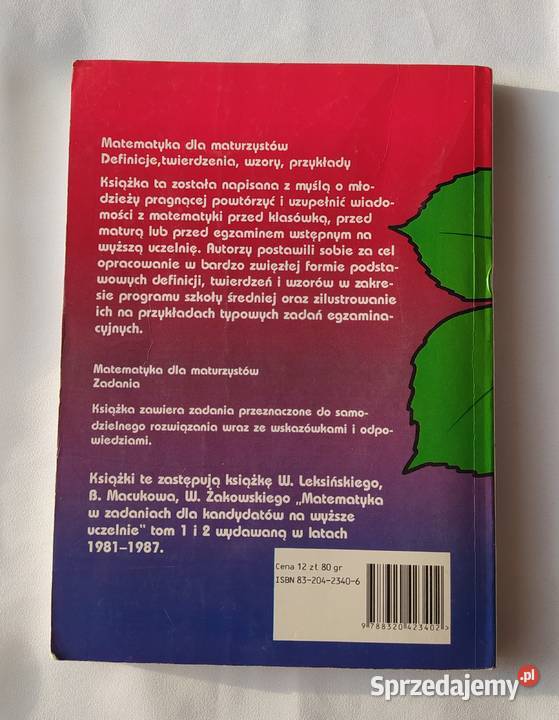 Matematyka dla maturzystów
Definicje,twierdzenia, wzory, przykłady
Książka ta została napisana z myślą o mło-
dzieży pragnącej powtórzyć i uzupełnić wiado-
mości z matematyki przed klasówką, przed
maturą lub przed egzaminem wstępnym na
wyższą uczelnię. Autorzy postawili sobie za cel
opracowanie w bardzo zwięzłej formie podsta-
wowych definicji, twierdzeń i wzorów w zakre-
sie programu szkoły średniej oraz zilustrowanie
ich na przykładach typowych zadań egzamina-
cyjnych.
Matematyka dla maturzystów
Zadania
Książka zawiera zadania przeznaczone do samo-
dzielnego rozwiązania wraz ze wskazówkami i odpo-
wiedziami.
Książki te zastępują książkę W. Leksińskiego,
B. Macukowa, W. Żakowskiego „Matematyka
w zadaniach dla kandydatów na wyższe
uczelnie" tom 1 i 2 wydawaną w latach
1981-1987.
Cena 12 zł 80 gr
ISBN 83-204-2340-6
9 788320 423402 >
Sprzedajemy.pl